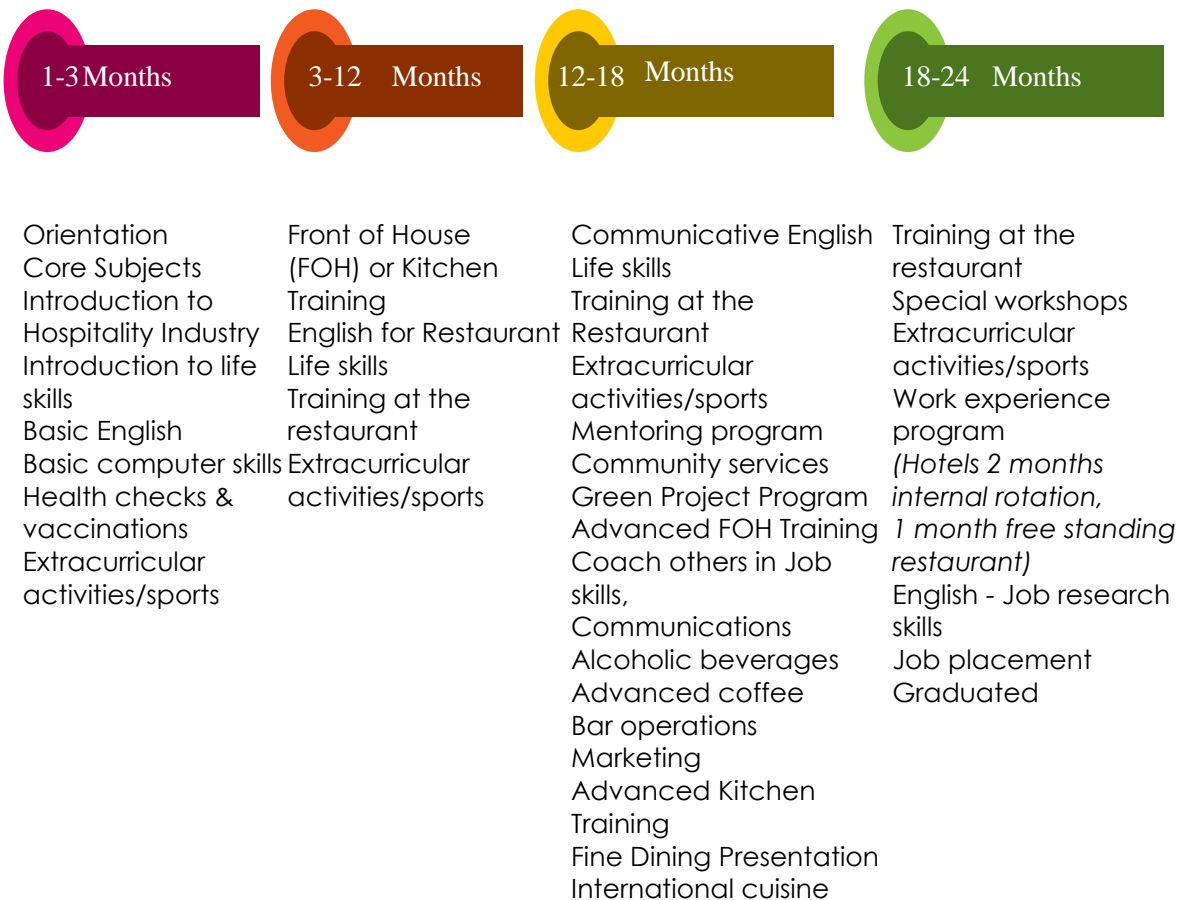 1-3 Months
3-12 Months
12-18 Months
18-24 Months
Orientation
Core Subjects
Introduction to
Hospitality Industry
Introduction to life
skills
Basic English
Basic computer skills
Health checks &
vaccinations
Extracurricular
activities/sports
Front of House
(FOH) or Kitchen
Training
English for Restaurant
Life skills
Training at the
restaurant
Extracurricular
activities/sports
Communicative English
Life skills
Training at the
Restaurant
Extracurricular
activities/sports
Mentoring program
Community services
Green Project Program
Advanced FOH Training
Coach others in Job
skills,
Communications
Alcoholic beverages
Advanced coffee
Bar operations
Marketing
Advanced Kitchen
Training
Fine Dining Presentation
International cuisine
Training at the
restaurant
Special workshops
Extracurricular
activities/sports
Work experience
program
(Hotels 2 months
internal rotation,
1 month free standing
restaurant)
English - Job research
skills
Job placement
Graduated